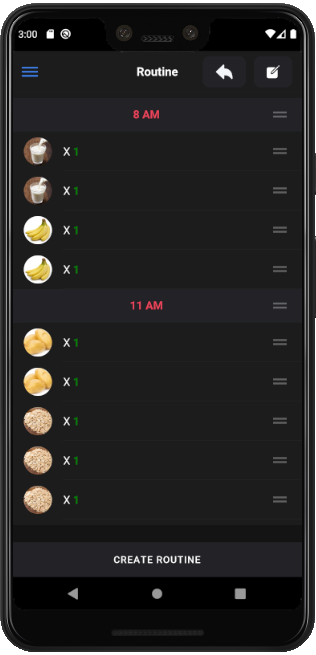 3:00
Routine
8 AM
X 1
X 1
X 1
X 1
11 AM
X 1
X 1
X 1
X 1
X 1
CREATE ROUTINE